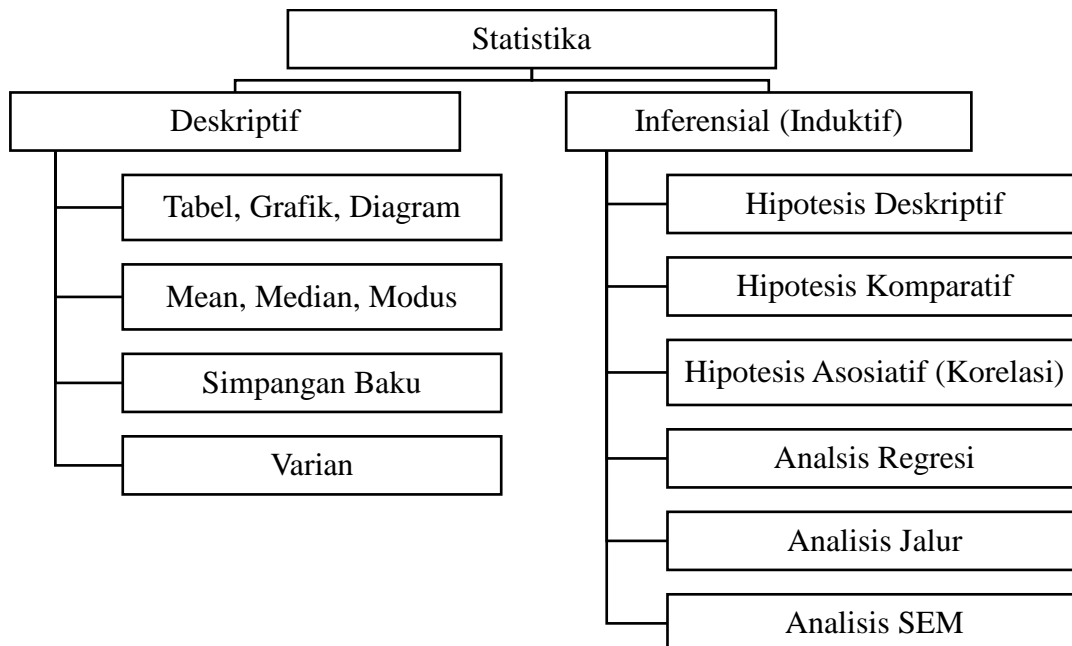 Statistika
Deskriptif
Tabel, Grafik, Diagram
Mean, Median, Modus
Simpangan Baku
Varian
Inferensial (Induktif)
Hipotesis Deskriptif
Hipotesis Komparatif
Hipotesis Asosiatif (Korelasi)
Analsis Regresi
Analisis Jalur
Analisis SEM